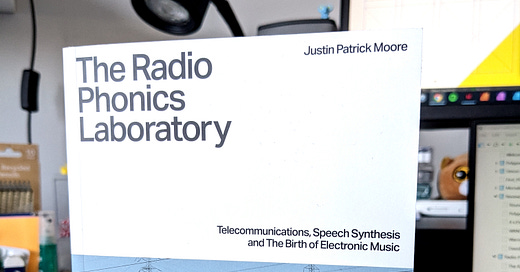 Justin Patrick Moore
The Radio
Phonics
Laboratory
Telecommunications, Speech Synthesis
and The Birth of Electronic Music